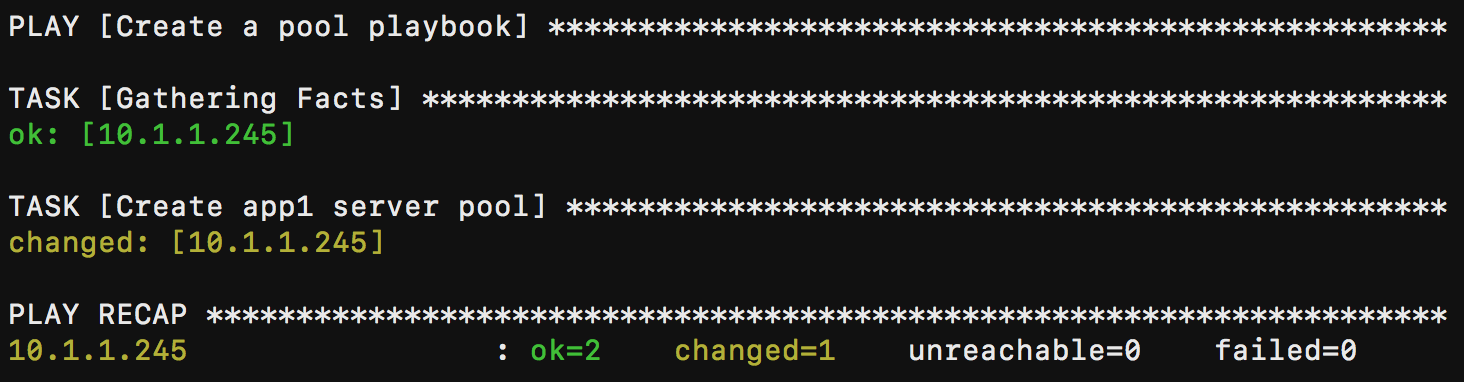 PLAY [Create a pool playbook] **************************************************
TASK [Gathering Facts] *********************************************************
ok: [10.1.1.245]
TASK [Create app1 server pool] *************************************************
changed: [10.1.1.245]
PLAY RECAP *********************************************************************
10.1.1.245                 : ok=2    changed=1    unreachable=0    failed=0